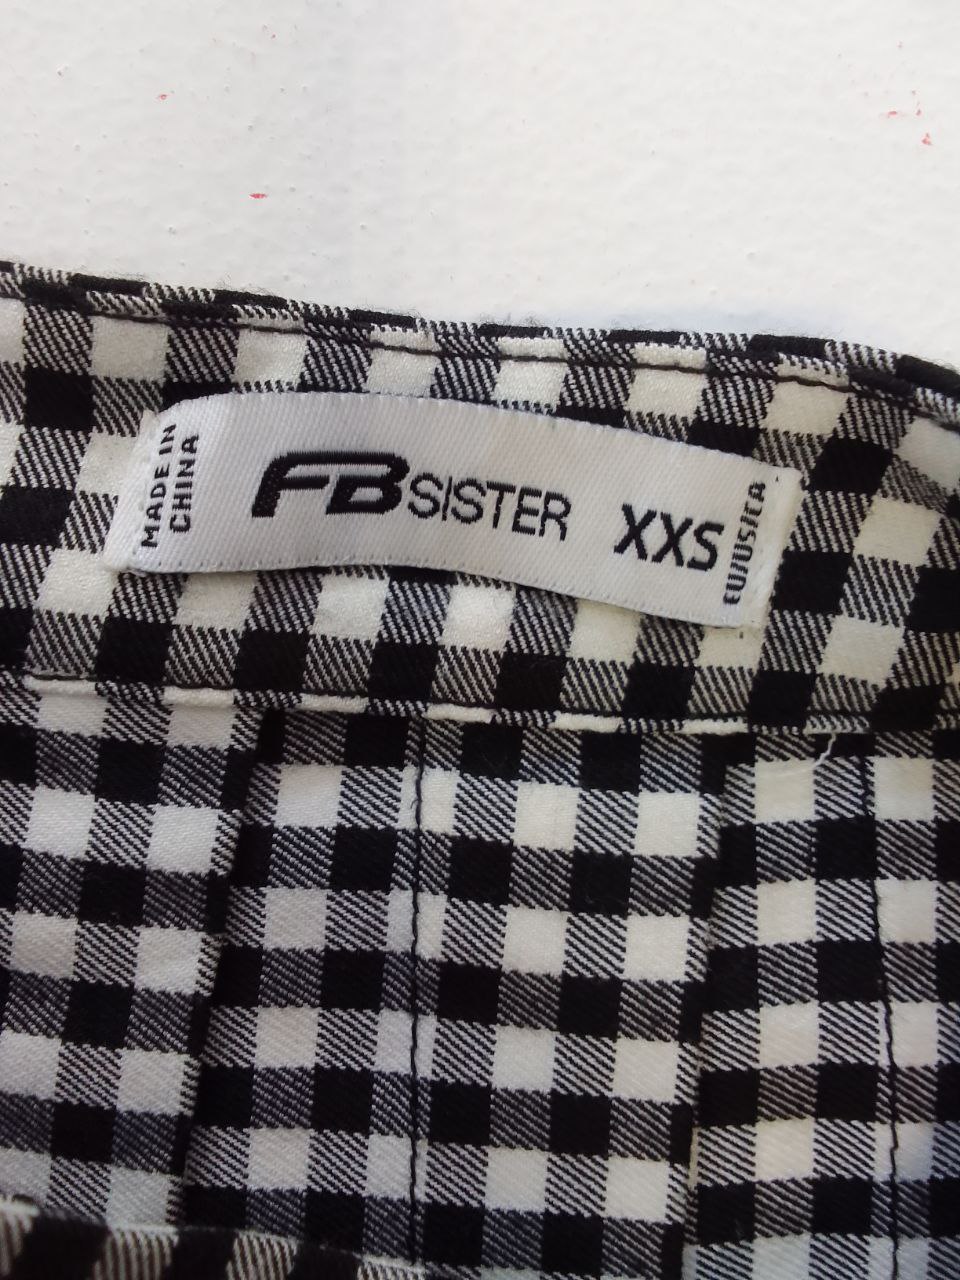 MADE IN
CHINA
FB SISTER
XXS
EU/US/CA